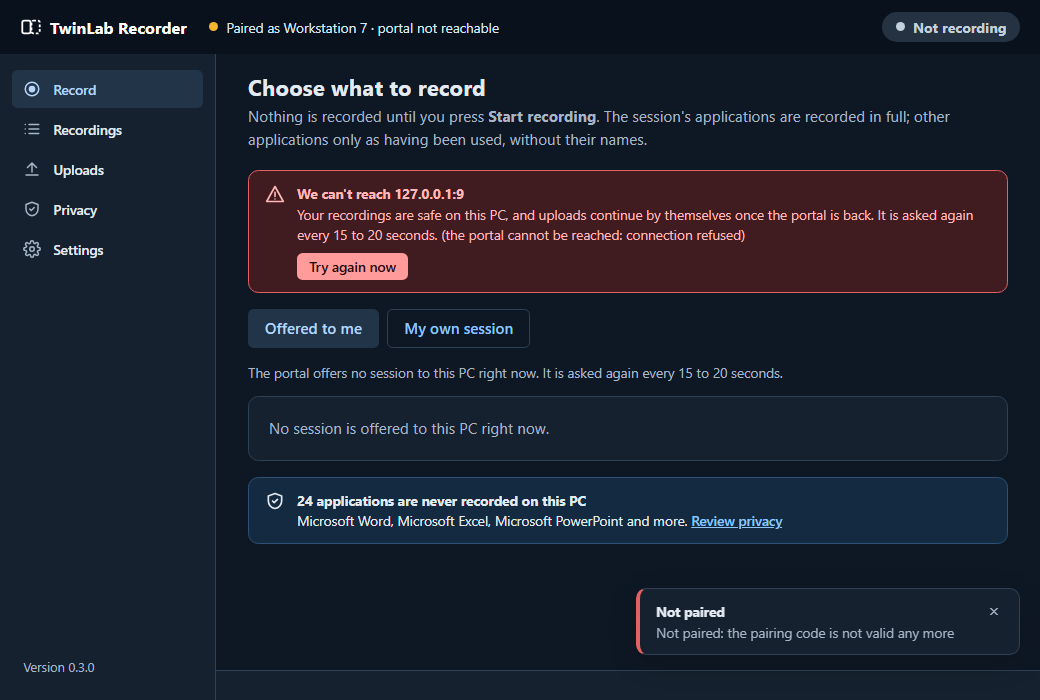 TwinLab Recorder
Paired as Workstation 7 · portal not reachable
Not recording
Record
Recordings
Uploads
Privacy
Settings
Version 0.3.0
Choose what to record
Nothing is recorded until you press Start recording. The session's applications are recorded in full; other
applications only as having been used, without their names.
We can't reach 127.0.0.1:9
Your recordings are safe on this PC, and uploads continue by themselves once the portal is back. It is asked again
every 15 to 20 seconds. (the portal cannot be reached: connection refused)
Try again now
Offered to me
My own session
The portal offers no session to this PC right now. It is asked again every 15 to 20 seconds.
No session is offered to this PC right now.
24 applications are never recorded on this PC
Microsoft Word, Microsoft Excel, Microsoft PowerPoint and more. Review privacy
Not paired
Not paired: the pairing code is not valid any more